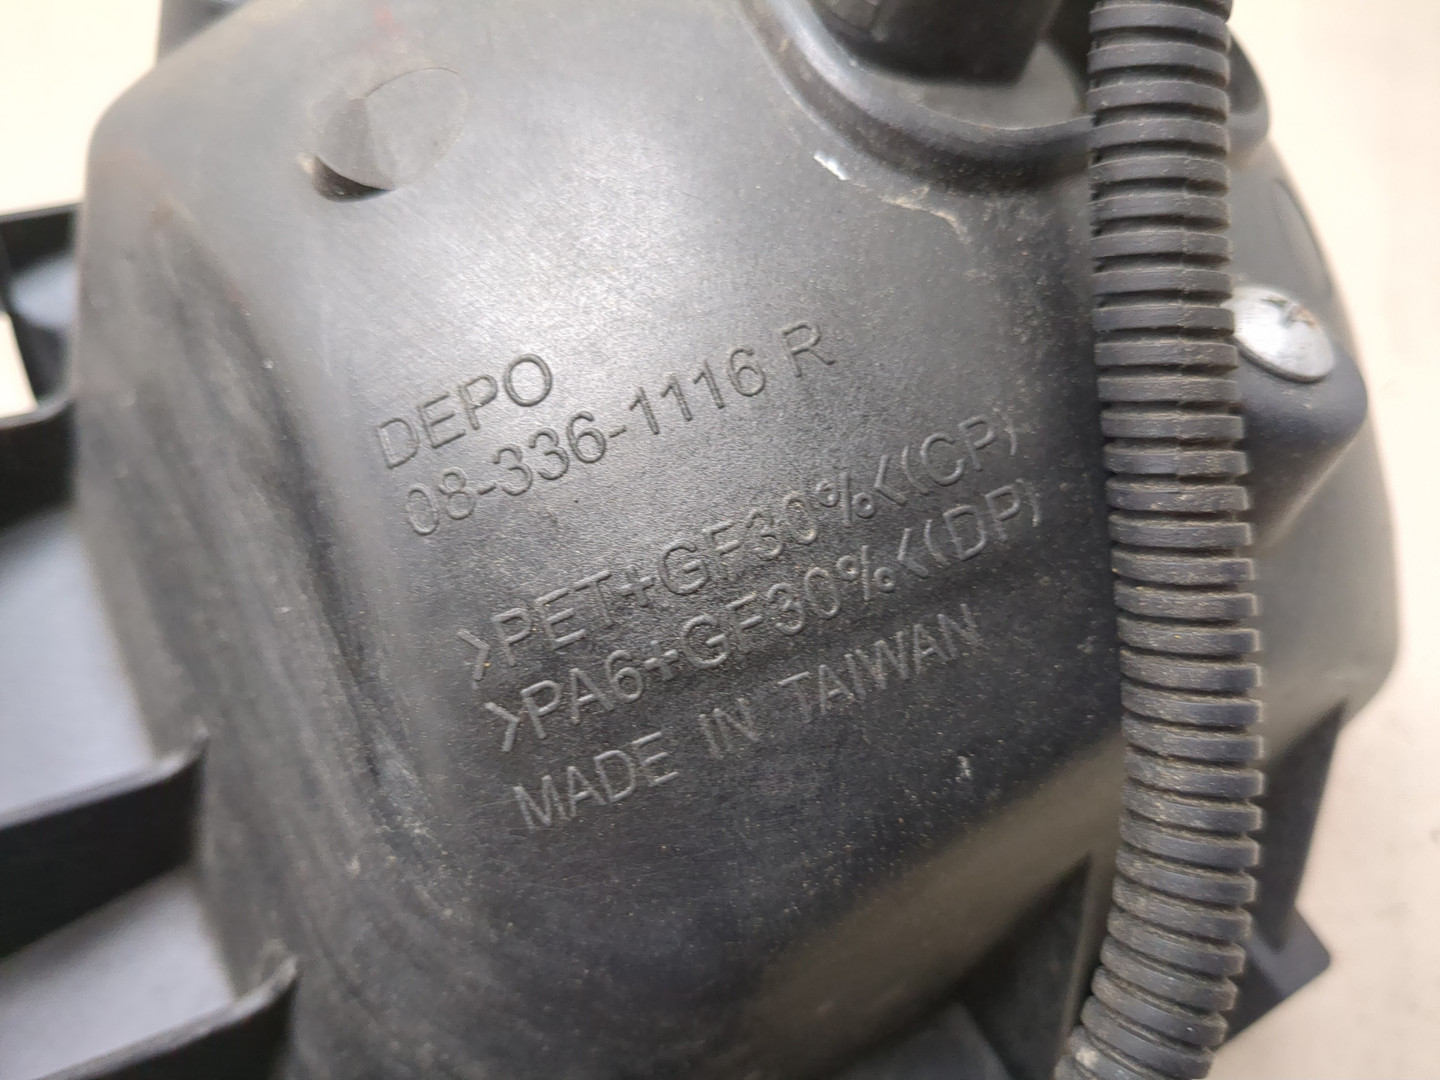 DEPO
08-336-1116 R
>PET+GF30%<(CP)
>PA6+GF30%<(DP)
MADE IN TAIWAN